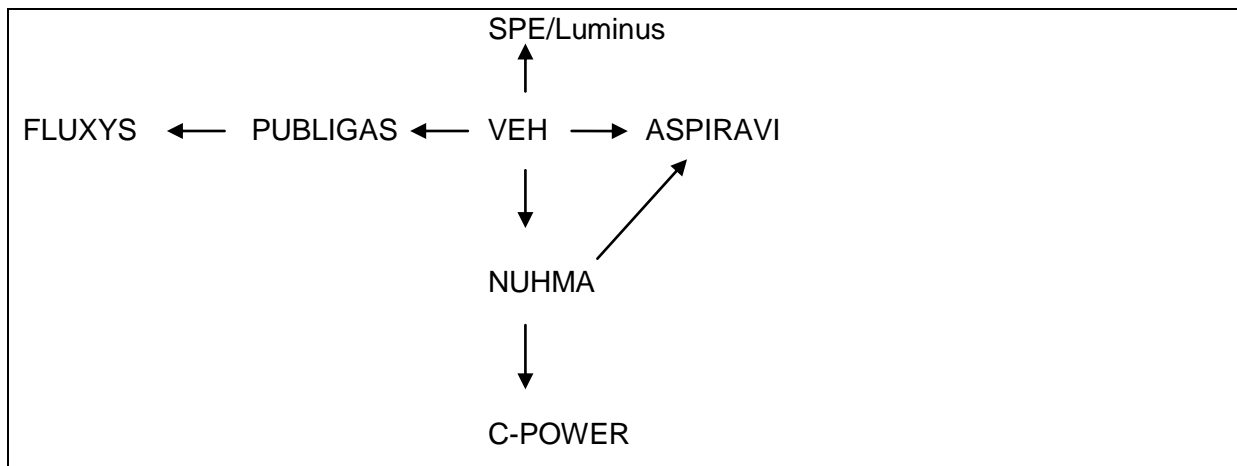 SPE/Luminus
FLUXYS PUBLIGAS VEH ASPIRAVI
NUHMA
C-POWER